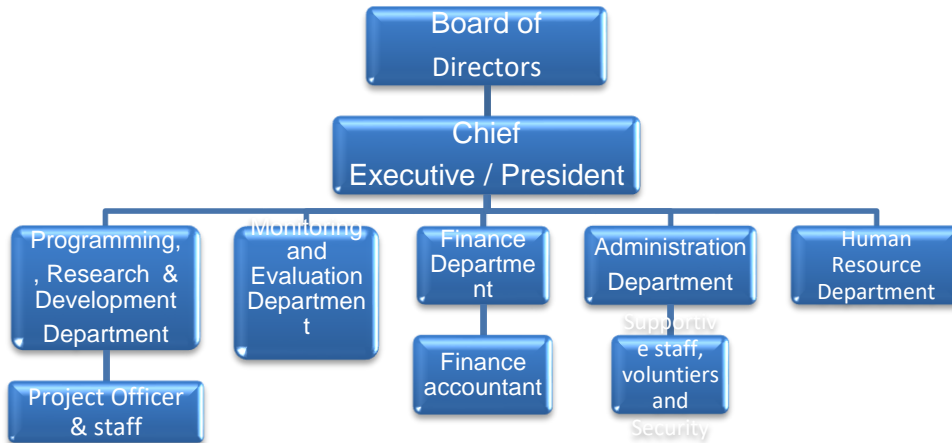 Board of
Directors
Chief
Executive / President
Programming,
, Research &
Development
Department
Monitoring
and
Evaluation
Departmen
t
Finance
Departme
nt
Administration
Department
Human
Resource
Department
Project Officer
& staff
Finance
accountant
Supportiv
e staff,
voluntiers
and
Security